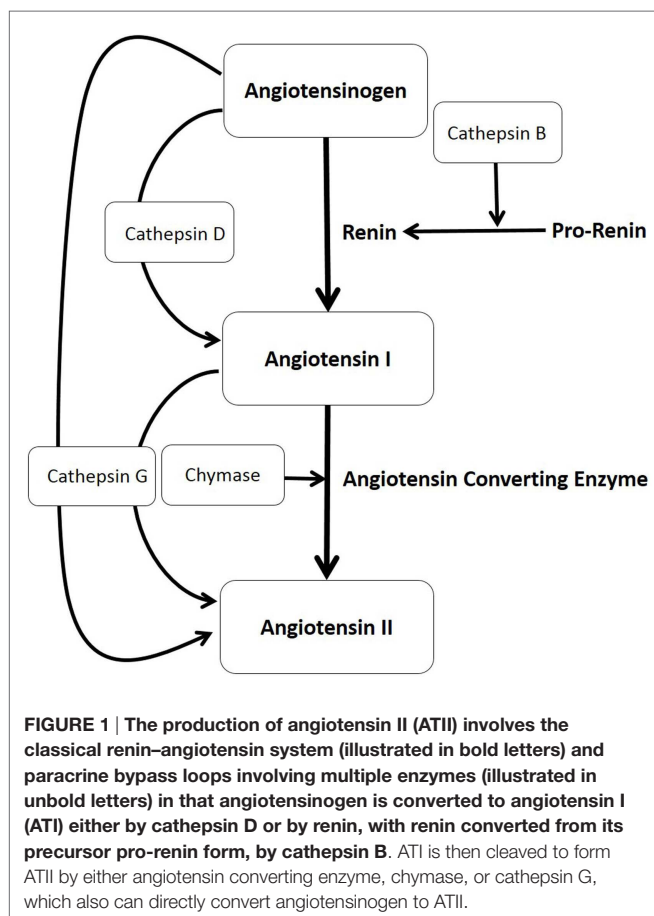 Angiotensinogen
Cathepsin B
Cathepsin D
Renin
Pro-Renin
Angiotensin I
Cathepsin G
Chymase
Angiotensin Converting Enzyme
Angiotensin II
FIGURE 1 | The production of angiotensin II (ATII) involves the
classical renin–angiotensin system (illustrated in bold letters) and
paracrine bypass loops involving multiple enzymes (illustrated in
unbold letters) in that angiotensinogen is converted to angiotensin I
(ATI) either by cathepsin D or by renin, with renin converted from its
precursor pro-renin form, by cathepsin B. ATI is then cleaved to form
ATII by either angiotensin converting enzyme, chymase, or cathepsin G,
which also can directly convert angiotensinogen to ATII.